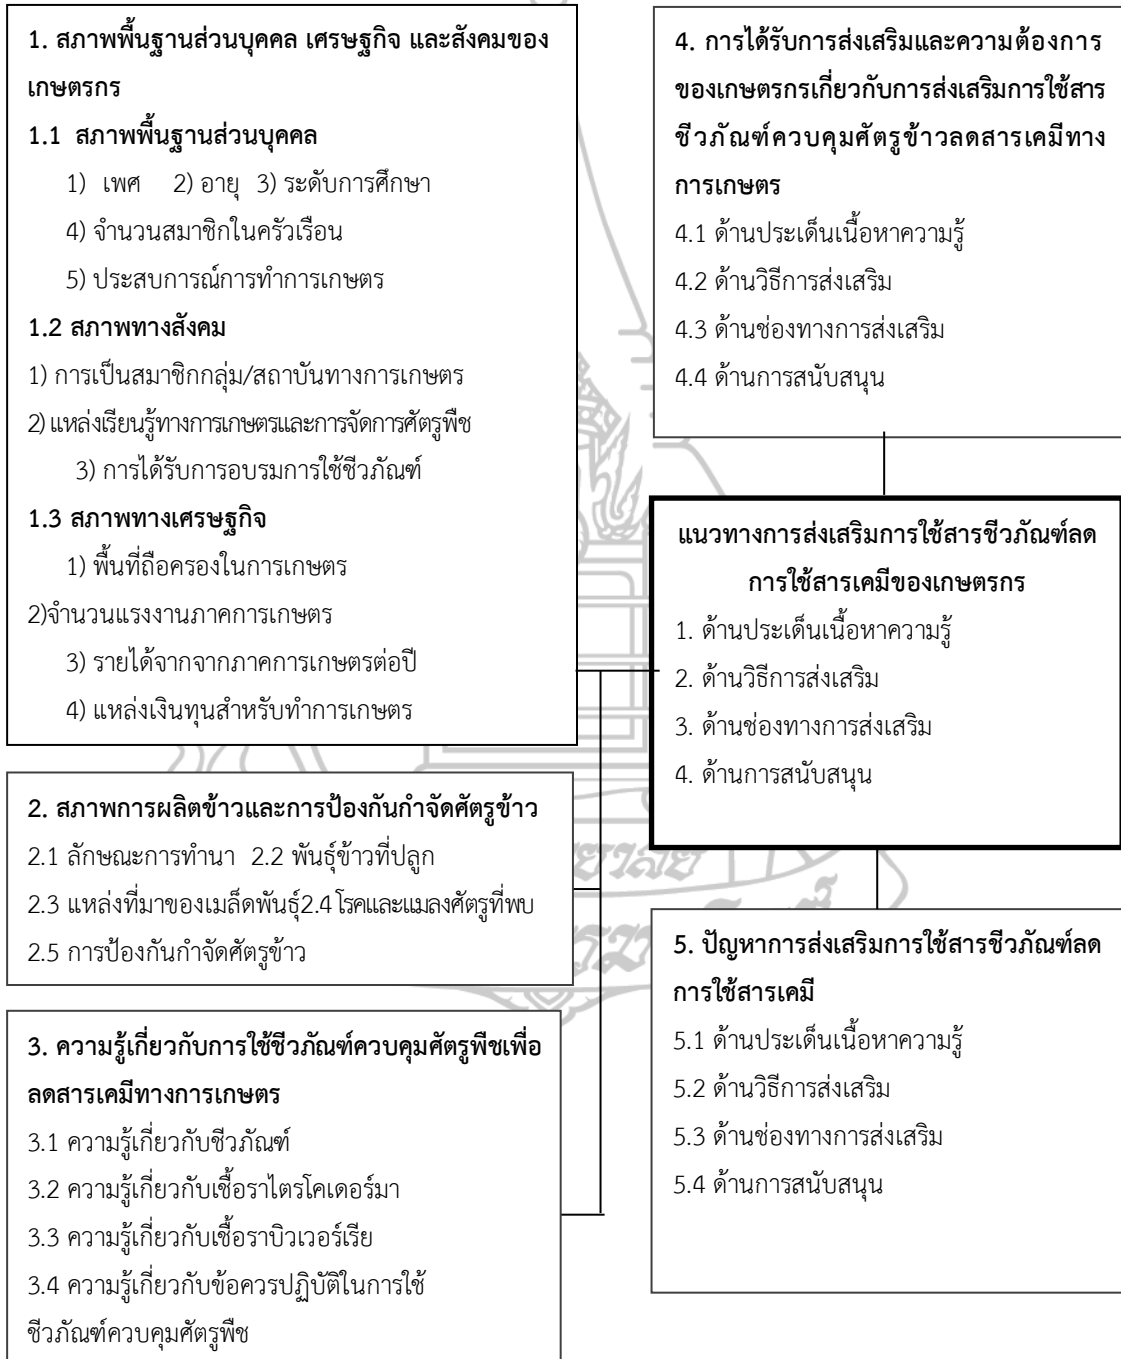 1. สภาพพื้นฐานส่วนบุคคล เศรษฐกิจ และสังคมของ
เกษตรกร
1.1 สภาพพื้นฐานส่วนบุคคล
1) เพศ 2) อายุ 3) ระดับการศึกษา
4) จำนวนสมาชิกในครัวเรือน
5) ประสบการณ์การทำการเกษตร
1.2 สภาพทางสังคม
1) การเป็นสมาชิกกลุ่ม/สถาบันทางการเกษตร
2) แหล่งเรียนรู้ทางการเกษตรและการจัดการศัตรูพืช
3) การได้รับการอบรมการใช้ชีวภัณฑ์
1.3 สภาพทางเศรษฐกิจ
1) พื้นที่ถือครองในการเกษตร
2)จำนวนแรงงานภาคการเกษตร
3) รายได้จากจากภาคการเกษตรต่อปี
4) แหล่งเงินทุนสำหรับทำการเกษตร
2. สภาพการผลิตข้าวและการป้องกันกำจัดศัตรูข้าว
2.1 ลักษณะการทำนา 2.2 พันธุ์ข้าวที่ปลูก
2.3 แหล่งที่มาของเมล็ดพันธุ์2.4 โรคและแมลงศัตรูที่พบ
2.5 การป้องกันกำจัดศัตรูข้าว
3. ความรู้เกี่ยวกับการใช้ชีวภัณฑ์ควบคุมศัตรูพืชเพื่อ
ลดสารเคมีทางการเกษตร
3.1 ความรู้เกี่ยวกับชีวภัณฑ์
3.2 ความรู้เกี่ยวกับเชื้อราไตรโคเดอร์มา
3.3 ความรู้เกี่ยวกับเชื้อราบิวเวอร์เรีย
3.4 ความรู้เกี่ยวกับข้อควรปฏิบัติในการใช้
ชีวภัณฑ์ควบคุมศัตรูพืช
4. การได้รับการส่งเสริมและความต้องการ
ของเกษตรกรเกี่ยวกับการส่งเสริมการใช้สาร
ชีวภัณฑ์ควบคุมศัตรูข้าวลดสารเคมีทาง
การเกษตร
4.1 ด้านประเด็นเนื้อหาความรู้
4.2 ด้านวิธีการส่งเสริม
4.3 ด้านช่องทางการส่งเสริม
4.4 ด้านการสนับสนุน
แนวทางการส่งเสริมการใช้สารชีวภัณฑ์ลด
การใช้สารเคมีของเกษตรกร
1. ด้านประเด็นเนื้อหาความรู้
2. ด้านวิธีการส่งเสริม
3. ด้านช่องทางการส่งเสริม
4. ด้านการสนับสนุน
5. ปัญหาการส่งเสริมการใช้สารชีวภัณฑ์ลด
การใช้สารเคมี
5.1 ด้านประเด็นเนื้อหาความรู้
5.2 ด้านวิธีการส่งเสริม
5.3 ด้านช่องทางการส่งเสริม
5.4 ด้านการสนับสนุน